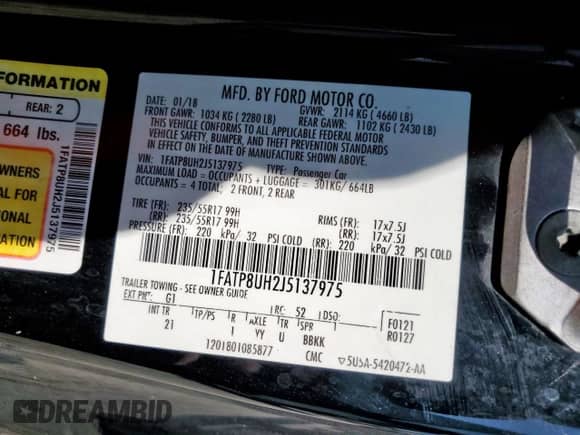 FORMATION
REAR: 2
664 lbs.
1FATP8UH2J5137975
OWNERS
AL FOR
TIONAL
ATION
MFD. BY FORD MOTOR CO.
DATE: 01/18 GVWR: 2114 KG ( 4660 LB)
FRONT GAWR: 1034 KG ( 2280 LB) REAR GAWR: 1102 KG ( 2430 LB)
THIS VEHICLE CONFORMS TO ALL APPLICABLE FEDERAL MOTOR
VEHICLE SAFETY, BUMPER, AND THEFT PREVENTION STANDARDS
IN EFFECT ON THE DATE OF MANUFACTURE SHOWN ABOVE.
VIN: 1FATP8UH2J5137975 TYPE: Passenger Car
MAXIMUM LOAD = OCCUPANTS + LUGGAGE = 301KG/ 664LB
OCCUPANTS = 4 TOTAL, 2 FRONT, 2 REAR
TIRE (FR): 235/55R17 99H RIMS (FR): 17x7.5J
(RR): 235/55R17 99H (RR): 17x7.5J
PRESSURE (FR): 220 kPa/ 32 PSI COLD (RR): 220 kPa/ 32 PSI COLD
1FATP8UH2J5137975
TRAILER TOWING - SEE OWNER GUIDE
EXT PNT: G1 RC: 52 DSO:
INT TR TP/PS R AXLE TR SPR F0121
21 I YY U BBKK R0127
1201801085877 CMC ▽5U5A-5420472-AA
DREAMBID